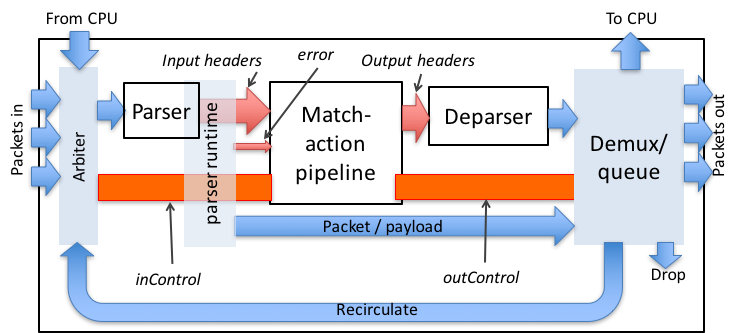 From CPU
To CPU
Input headers
error
Output headers
Packets in
Arbiter
Parser
parser runtime
Match-
action
pipeline
Deparser
Demux/
queue
Packets out
Packet / payload
inControl
outControl
Drop
Recirculate